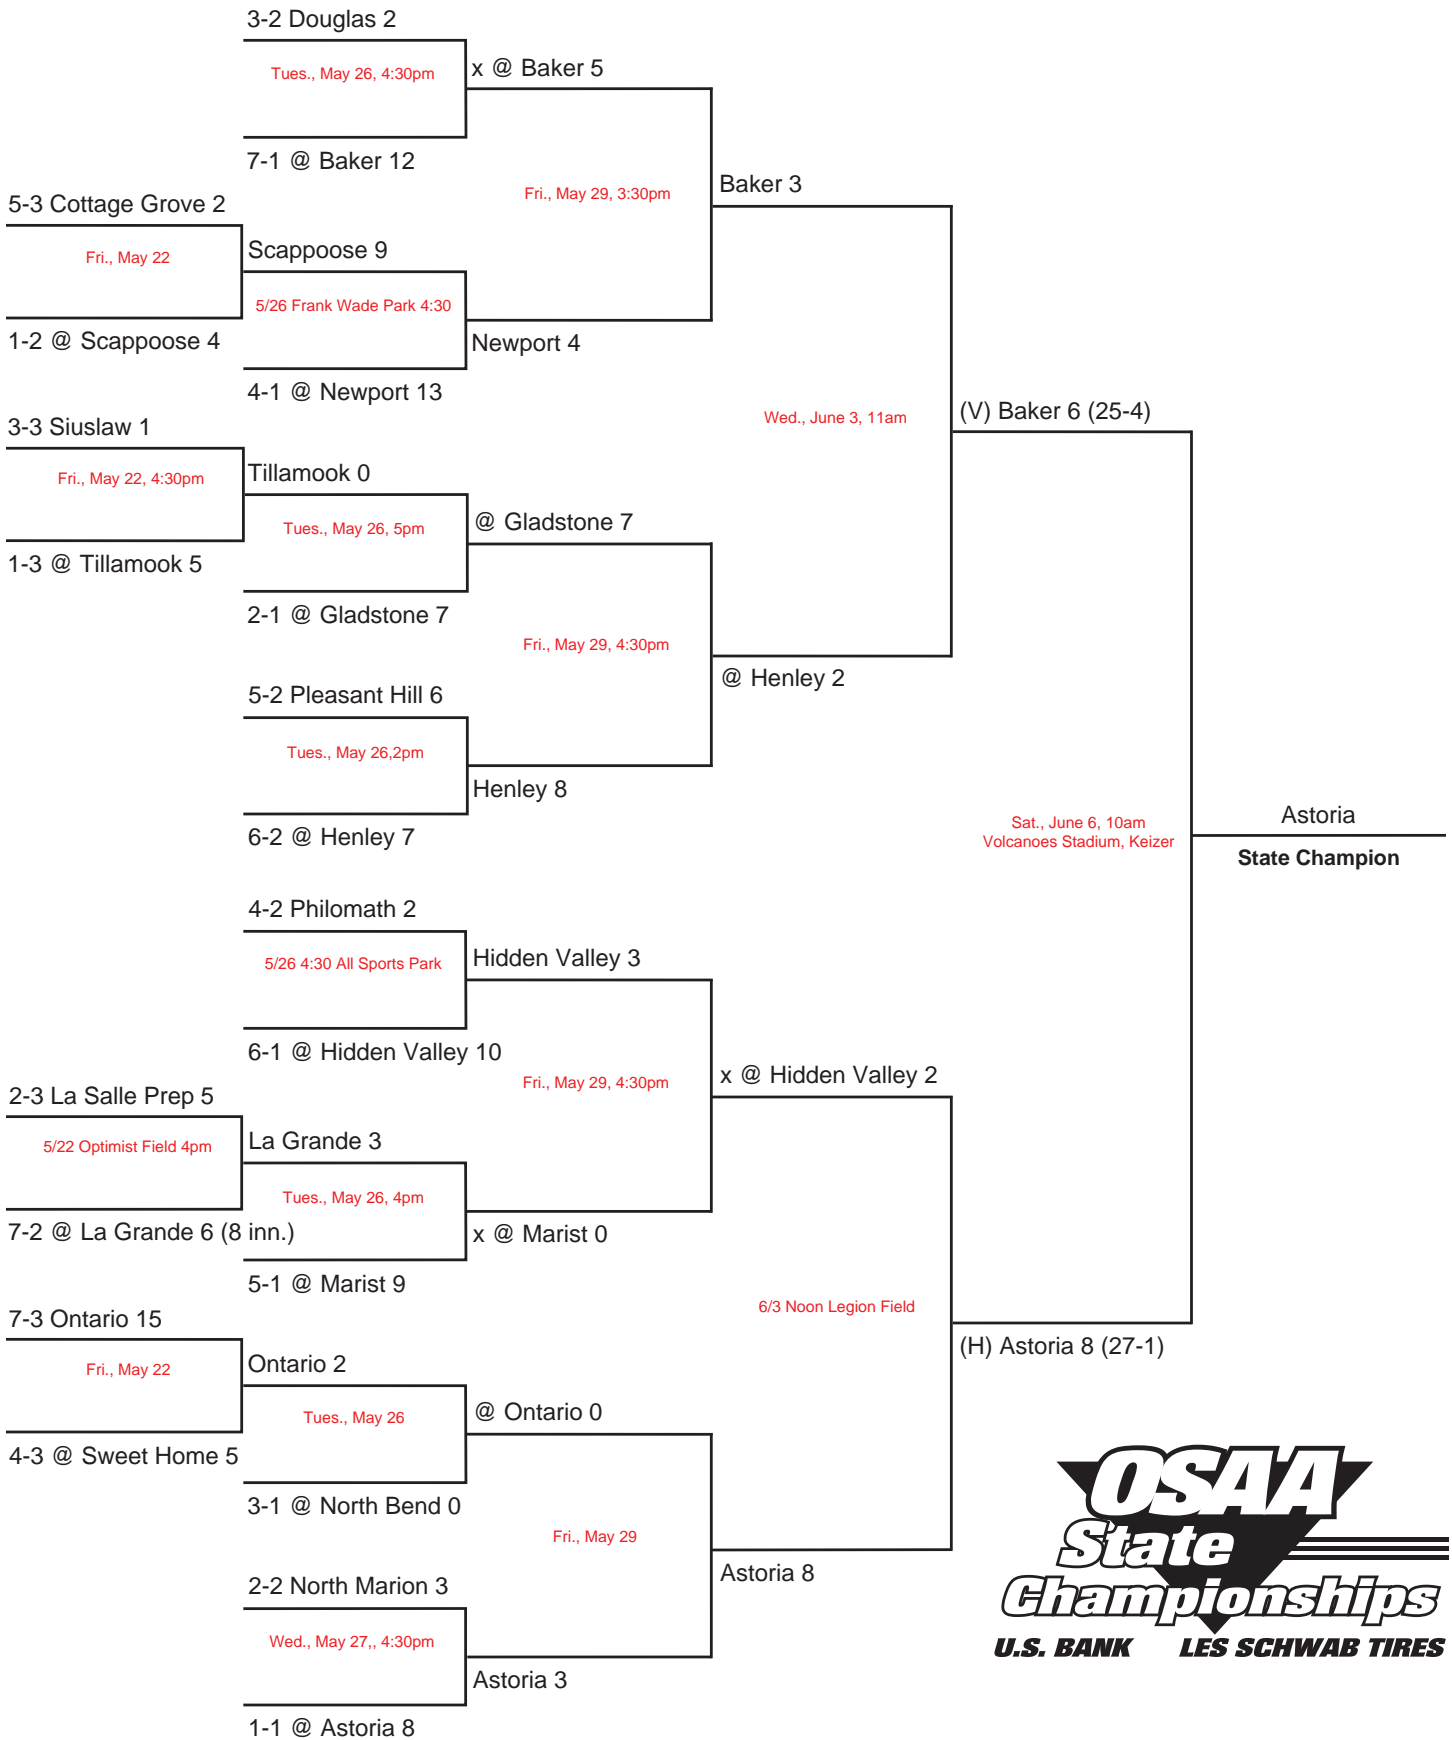 3-2 Douglas 2
Tues., May 26, 4:30pm
x @ Baker 5
7-1 @ Baker 12
Fri., May 29, 3:30pm
Baker 3
5-3 Cottage Grove 2
Fri., May 22
Scappoose 9
5/26 Frank Wade Park 4:30
1-2 @ Scappoose 4
Newport 4
4-1 @ Newport 13
Wed., June 3, 11am
(V) Baker 6 (25-4)
3-3 Siuslaw 1
Fri., May 22, 4:30pm
Tillamook 0
Tues., May 26, 5pm
@ Gladstone 7
1-3 @ Tillamook 5
2-1 @ Gladstone 7
Fri., May 29, 4:30pm
@ Henley 2
5-2 Pleasant Hill 6
Tues., May 26,2pm
Henley 8
6-2 @ Henley 7
Sat., June 6, 10am
Volcanoes Stadium, Keizer
Astoria
State Champion
4-2 Philomath 2
5/26 4:30 All Sports Park
Hidden Valley 3
6-1 @ Hidden Valley 10
Fri., May 29, 4:30pm
x @ Hidden Valley 2
2-3 La Salle Prep 5
5/22 Optimist Field 4pm
La Grande 3
Tues., May 26, 4pm
7-2 @ La Grande 6 (8 inn.)
x @ Marist 0
5-1 @ Marist 9
6/3 Noon Legion Field
(H) Astoria 8 (27-1)
7-3 Ontario 15
Fri., May 22
Ontario 2
Tues., May 26
@ Ontario 0
4-3 @ Sweet Home 5
3-1 @ North Bend 0
Fri., May 29
Astoria 8
2-2 North Marion 3
Wed., May 27,, 4:30pm
Astoria 3
1-1 @ Astoria 8
OSAA
State
Championships
U.S. BANK LES SCHWAB TIRES